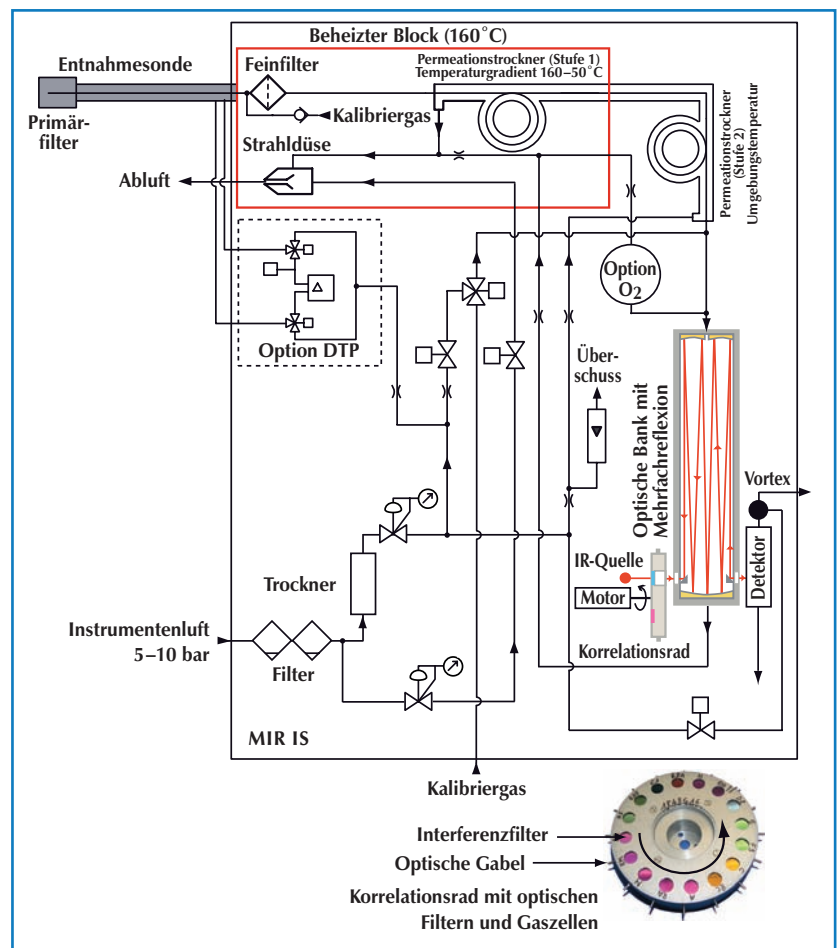 Beheizter Block (160°C)
Entnahmesonde
Feinfilter
Permeationstrockner (Stufe 1)
Temperaturgradient 160–50°C
Primär-
filter
Kalibriergas
Strahldüse
Abluft
Permeationstrockner
(Stufe 2)
Umgebungstemperatur
Option
O2
Option DTP
Über-
schuss
Optische Bank mit
Mehrfachreflexion
Vortex
IR-Quelle
Motor
Detektor
Trockner
Korrelationsrad
Instrumentenluft
5–10 bar
Filter
MIR IS
Kalibriergas
Interferenzfilter
Optische Gabel
Korrelationsrad mit optischen
Filtern und Gaszellen